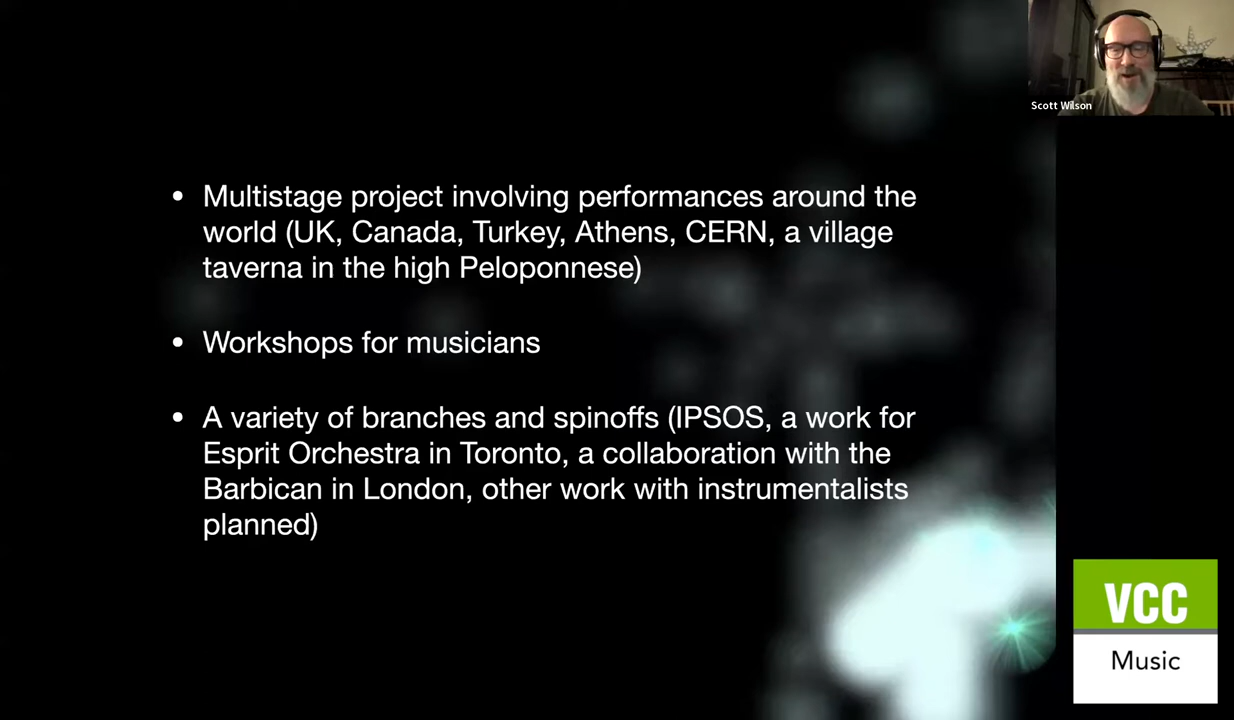 Scott Wilson
• Multistage project involving performances around the
world (UK, Canada, Turkey, Athens, CERN, a village
taverna in the high Peloponnese)
• Workshops for musicians
• A variety of branches and spinoffs (IPSOS, a work for
Esprit Orchestra in Toronto, a collaboration with the
Barbican in London, other work with instrumentalists
planned)
VCC
Music